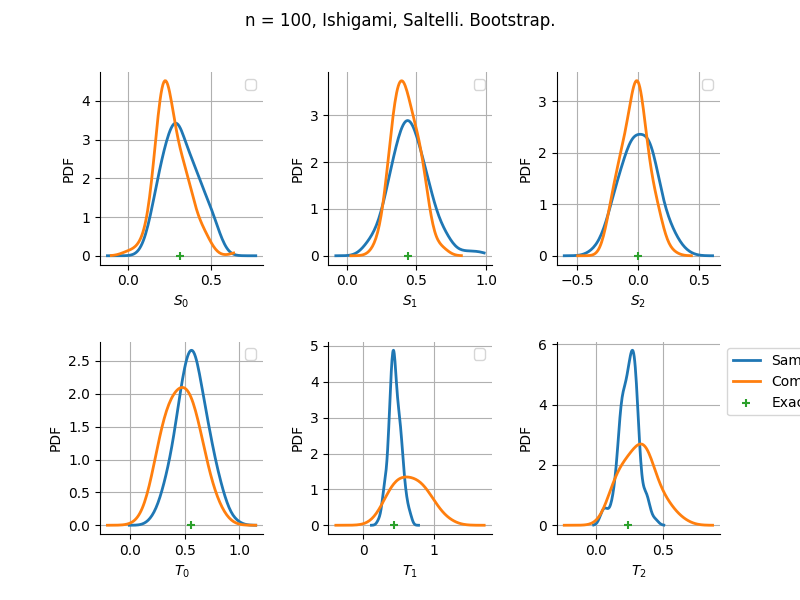 n = 100, Ishigami, Saltelli. Bootstrap.
PDF
4
3
2
1
0
0.0 0.5
S0
PDF
3
2
1
0
0.0 0.5 1.0
S1
PDF
3
2
1
0
−0.5 0.0 0.5
S2
PDF
2.5
2.0
1.5
1.0
0.5
0.0
0.0 0.5 1.0
T0
PDF
5
4
3
2
1
0
0 1
T1
PDF
6
4
2
0
0.0 0.5
T2
Sam
Com
Exac